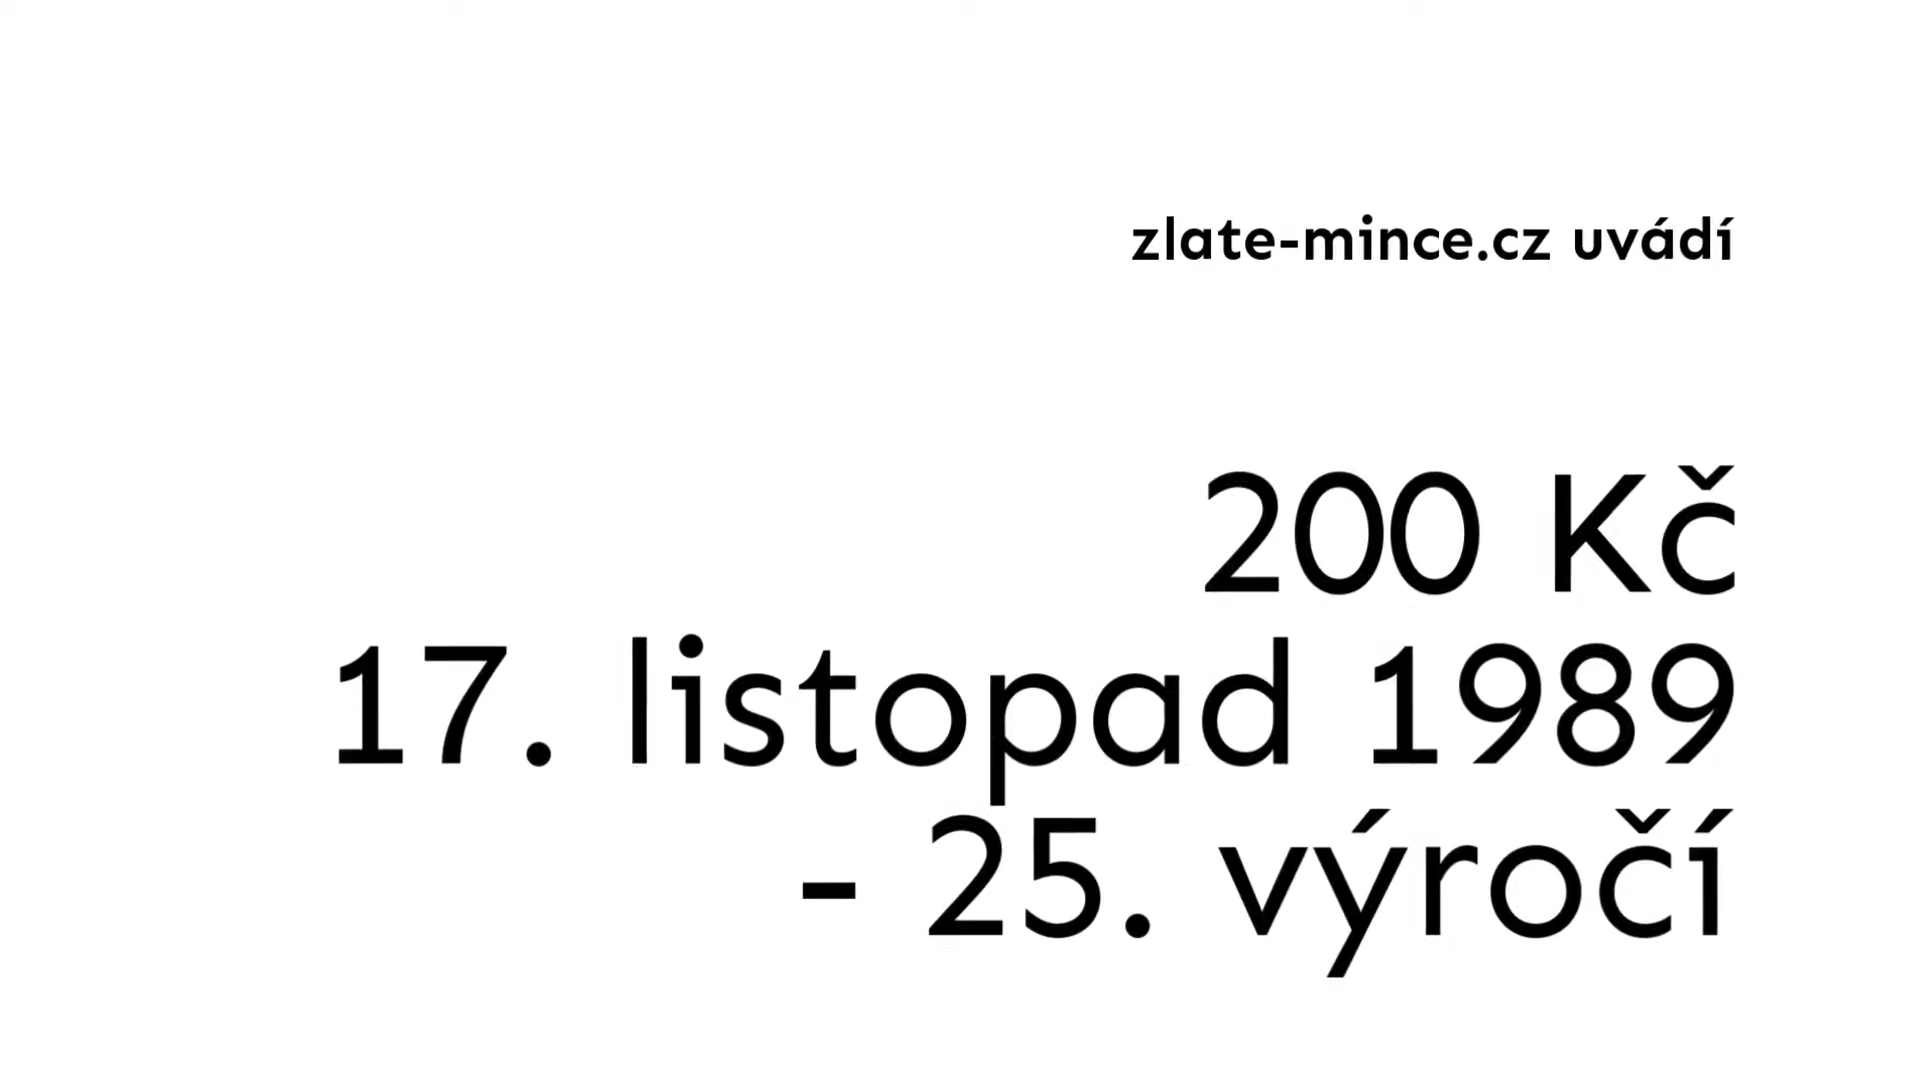 zlate-mince.cz uvádí
200 Kč
17. listopad 1989
- 25. výročí